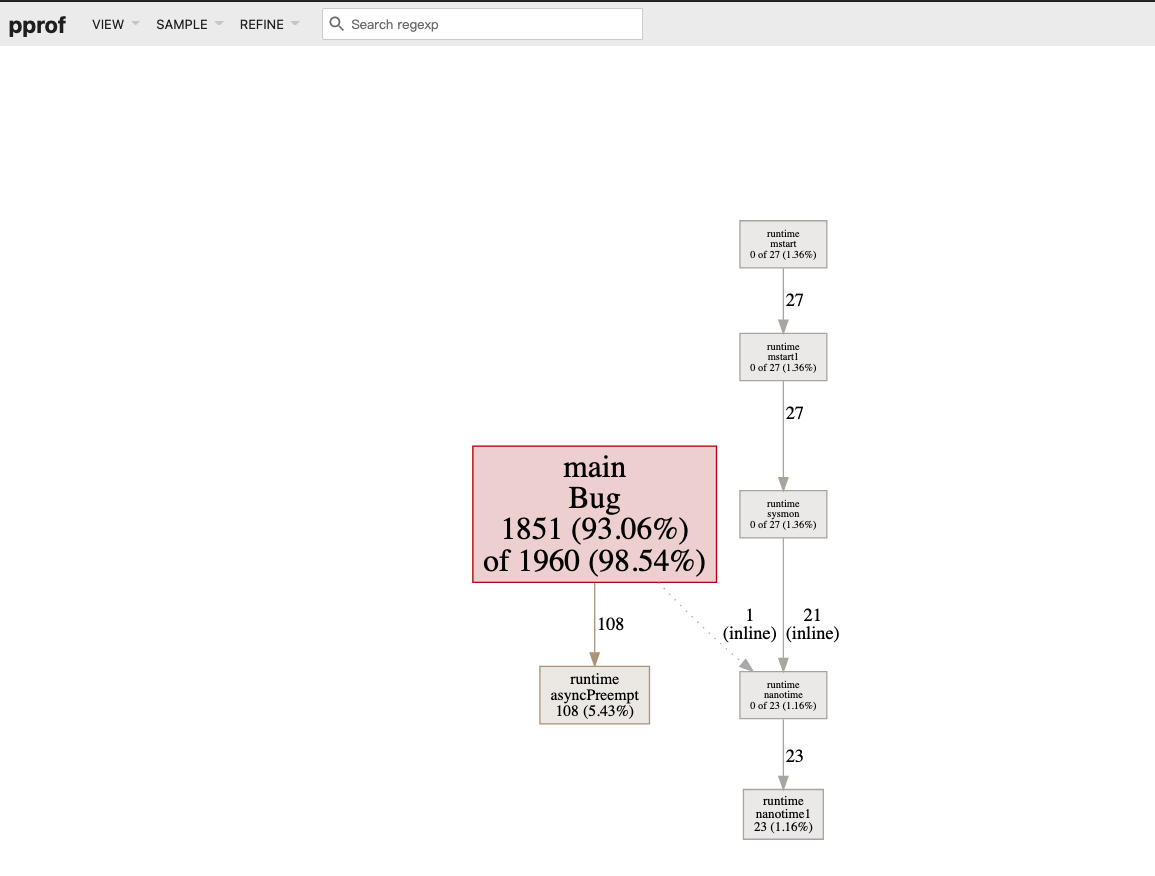 pprof VIEW SAMPLE REFINE Search regexp
runtime
mstart
0 of 27 (1.36%)
27
runtime
mstart1
0 of 27 (1.36%)
27
main
Bug
1851 (93.06%)
of 1960 (98.54%)
runtime
sysmon
0 of 27 (1.36%)
108
1
(inline)
21
(inline)
runtime
asyncPreempt
108 (5.43%)
runtime
nanotime
0 of 23 (1.16%)
23
runtime
nanotime1
23 (1.16%)